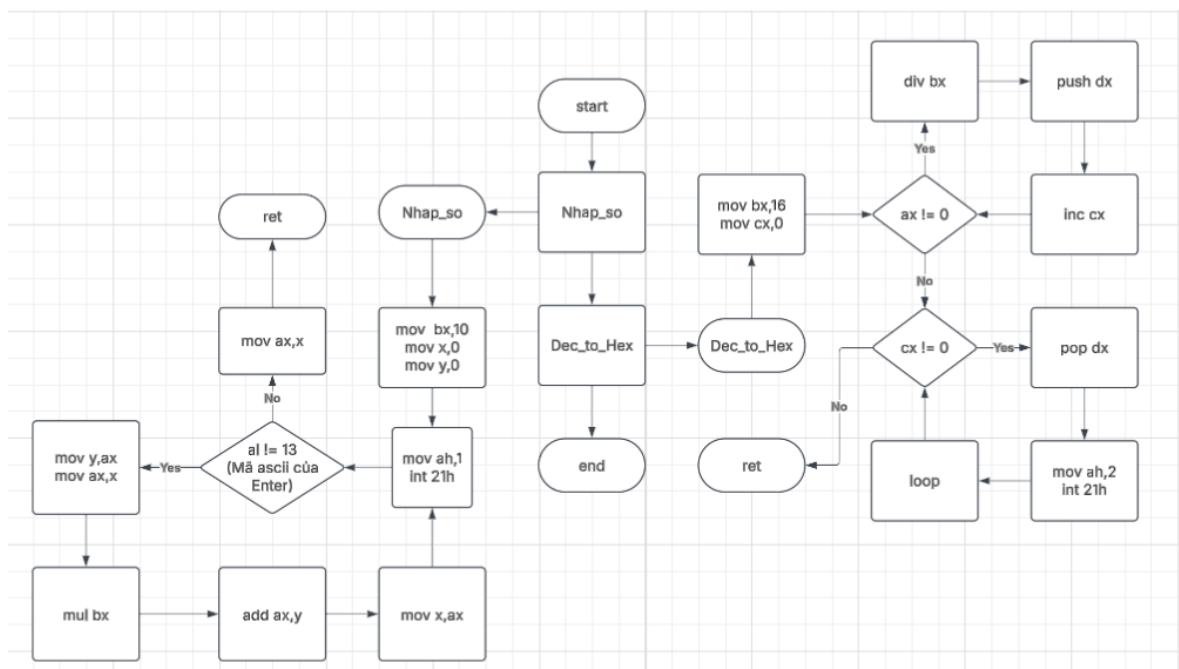 start
Nhap_so
Nhap_so
mov bx,10
mov x,0
mov y,0
mov ah,1
int 21h
al != 13
(Mã ascii của
Enter)
No
mov ax,x
ret
Yes
mov y,ax
mov ax,x
mul bx
add ax,y
mov x,ax
Dec_to_Hex
end
Dec_to_Hex
mov bx,16
mov cx,0
ax != 0
Yes
div bx
push dx
inc cx
No
cx != 0
Yes
pop dx
mov ah,2
int 21h
loop
No
ret